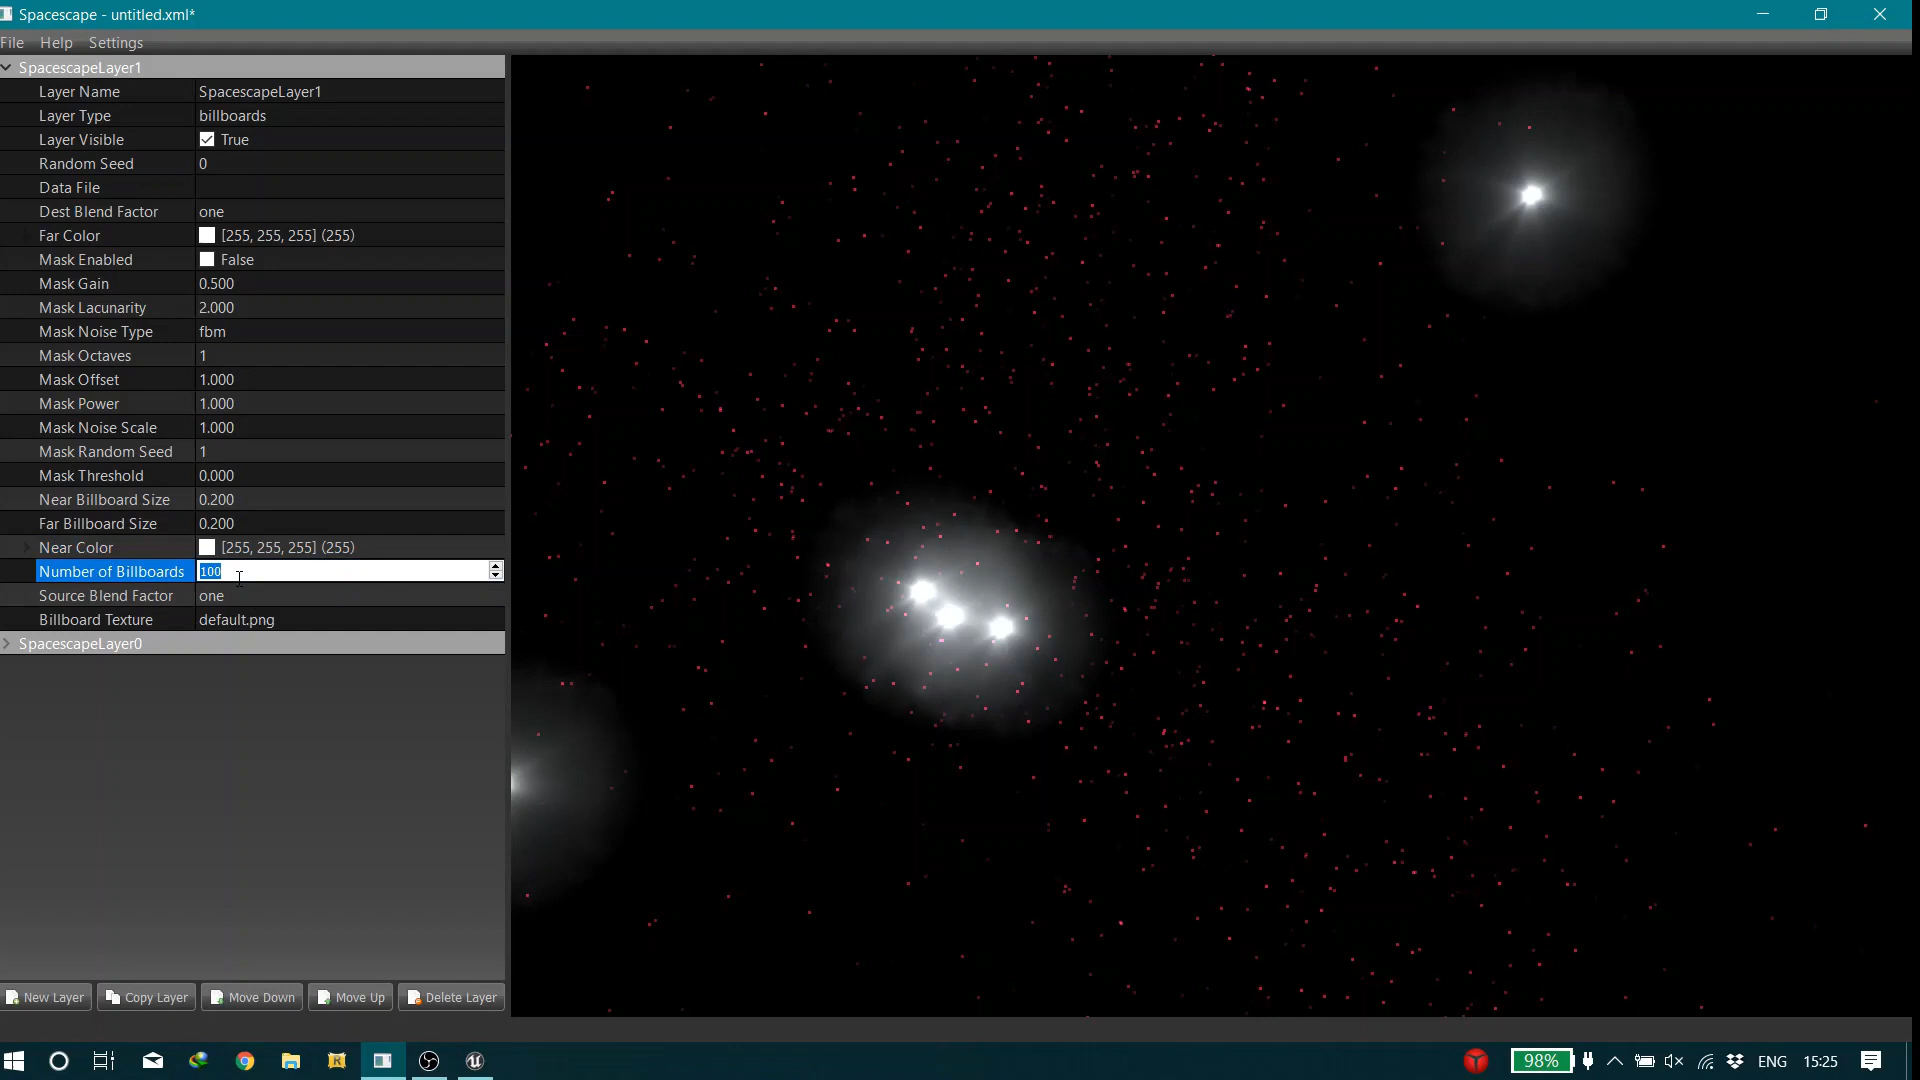 Spacescape - untitled.xml*
File Help Settings
SpacescapeLayer1
Layer Name SpacescapeLayer1
Layer Type billboards
Layer Visible True
Random Seed 0
Data File
Dest Blend Factor one
Far Color [255, 255, 255] (255)
Mask Enabled False
Mask Gain 0.500
Mask Lacunarity 2.000
Mask Noise Type fbm
Mask Octaves 1
Mask Offset 1.000
Mask Power 1.000
Mask Noise Scale 1.000
Mask Random Seed 1
Mask Threshold 0.000
Near Billboard Size 0.200
Far Billboard Size 0.200
Near Color [255, 255, 255] (255)
Number of Billboards 100
Source Blend Factor one
Billboard Texture default.png
SpacescapeLayer0
New Layer Copy Layer Move Down Move Up Delete Layer
98% ENG 15:25